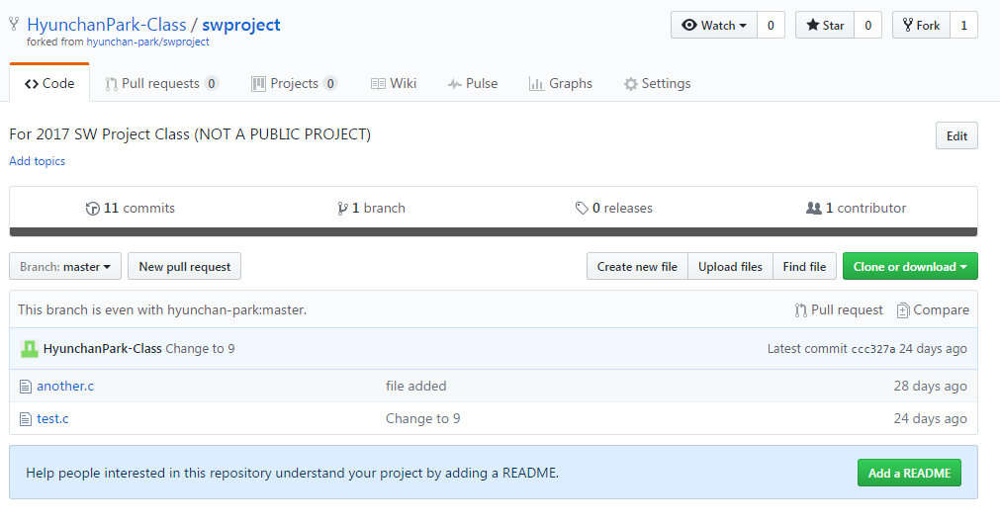 HyunchanPark-Class / swproject
forked from hyunchan-park/swproject
Watch 0 Star 0 Fork 1
Code Pull requests 0 Projects 0 Wiki Pulse Graphs Settings
For 2017 SW Project Class (NOT A PUBLIC PROJECT)
Edit
Add topics
11 commits 1 branch 0 releases 1 contributor
Branch: master New pull request Create new file Upload files Find file Clone or download
This branch is even with hyunchan-park:master. Pull request Compare
HyunchanPark-Class Change to 9 Latest commit ccc327a 24 days ago
another.c file added 28 days ago
test.c Change to 9 24 days ago
Help people interested in this repository understand your project by adding a README. Add a README